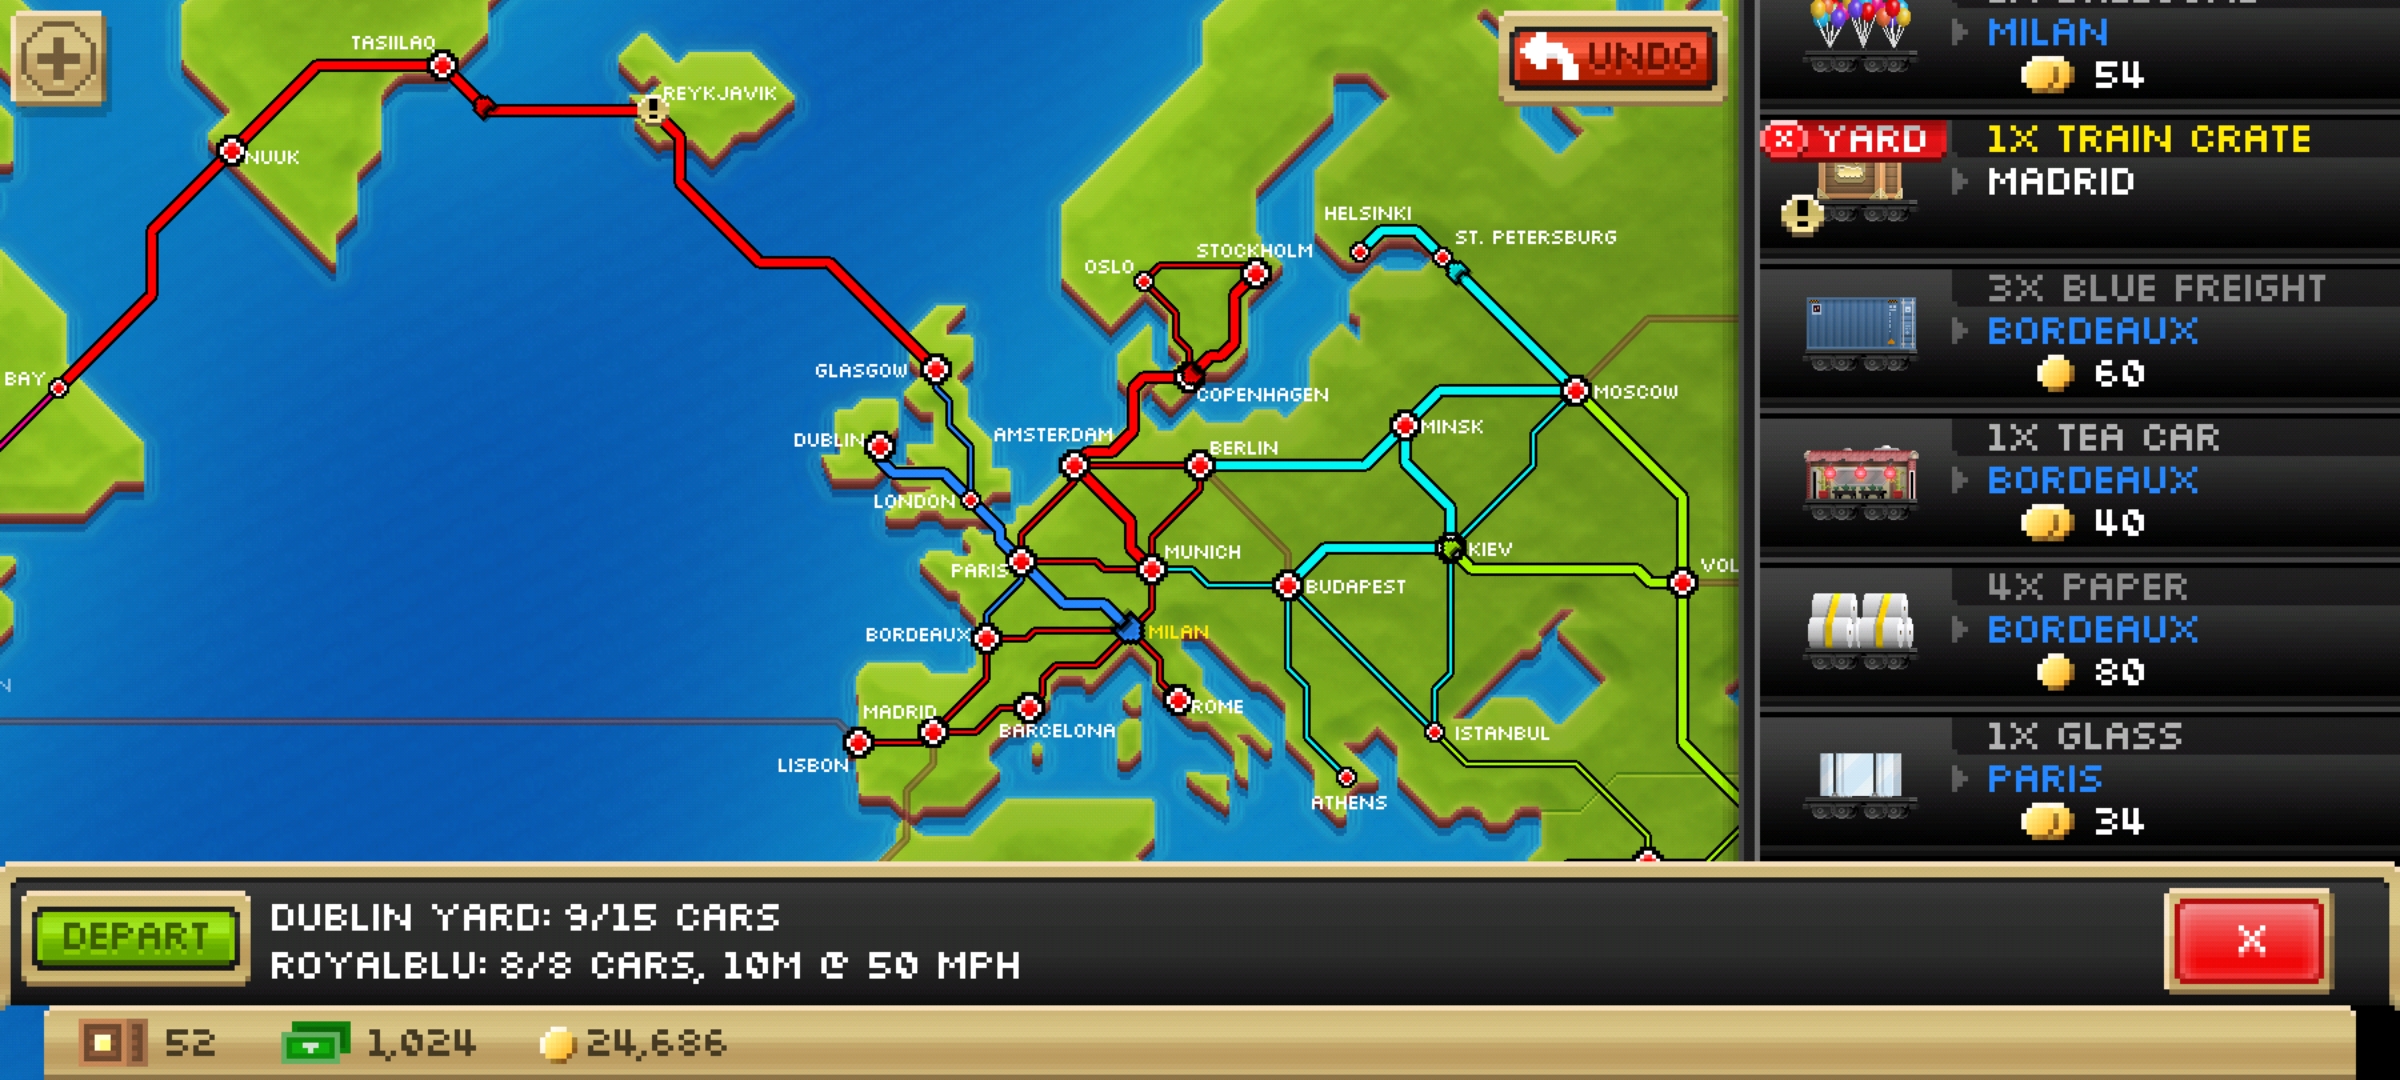 TASIILAQ
REYKJAVIK
NUUK
BAY
GLASGOW
DUBLIN
LONDON
AMSTERDAM
PARIS
BORDEAUX
MADRID
LISBON
BARCELONA
MILAN
ROME
MUNICH
BERLIN
COPENHAGEN
OSLO
STOCKHOLM
HELSINKI
ST. PETERSBURG
MOSCOW
MINSK
KIEV
BUDAPEST
VOL
ISTANBUL
ATHENS
N
UNDO
MILAN
54
YARD
1X TRAIN CRATE
MADRID
3X BLUE FREIGHT
BORDEAUX
60
1X TEA CAR
BORDEAUX
40
4X PAPER
BORDEAUX
80
1X GLASS
PARIS
34
DEPART
DUBLIN YARD: 9/15 CARS
ROYALBLU: 8/8 CARS, 10M @ 50 MPH
X
52
1,024
24,686